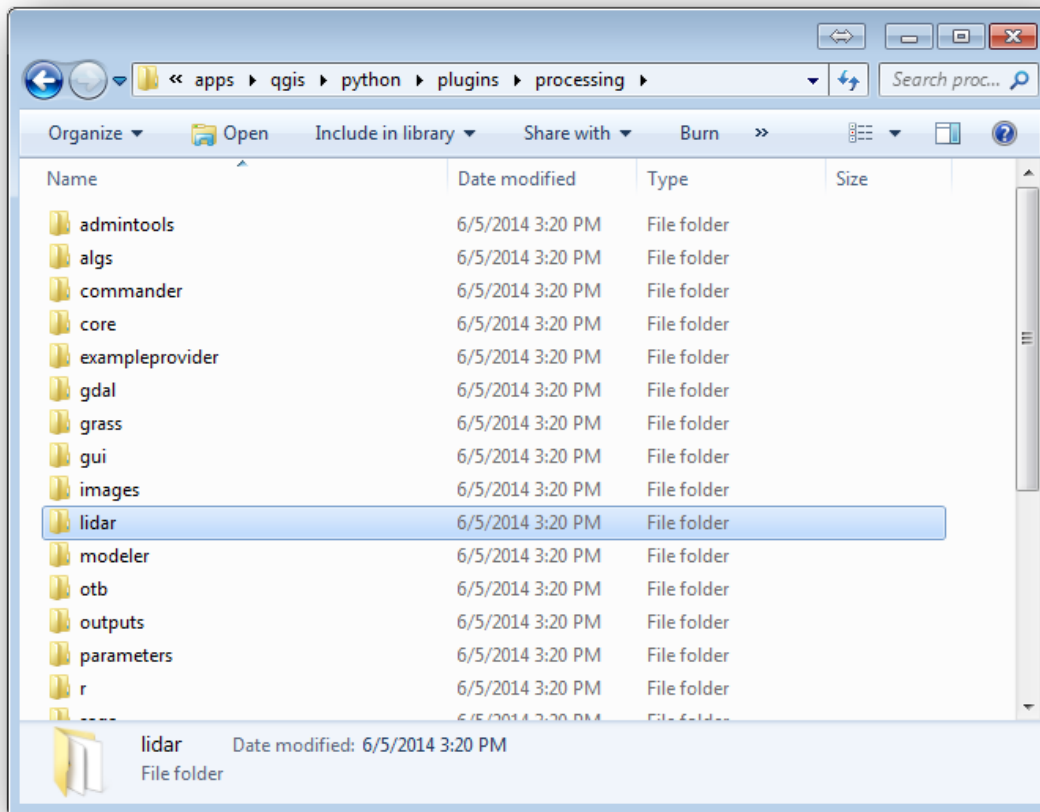 « apps ▸ qgis ▸ python ▸ plugins ▸ processing ▸ Search proc...
Organize ▾ Open Include in library ▾ Share with ▾ Burn »
Name Date modified Type Size
admintools 6/5/2014 3:20 PM File folder
algs 6/5/2014 3:20 PM File folder
commander 6/5/2014 3:20 PM File folder
core 6/5/2014 3:20 PM File folder
exampleprovider 6/5/2014 3:20 PM File folder
gdal 6/5/2014 3:20 PM File folder
grass 6/5/2014 3:20 PM File folder
gui 6/5/2014 3:20 PM File folder
images 6/5/2014 3:20 PM File folder
lidar 6/5/2014 3:20 PM File folder
modeler 6/5/2014 3:20 PM File folder
otb 6/5/2014 3:20 PM File folder
outputs 6/5/2014 3:20 PM File folder
parameters 6/5/2014 3:20 PM File folder
r 6/5/2014 3:20 PM File folder
lidar Date modified: 6/5/2014 3:20 PM
File folder